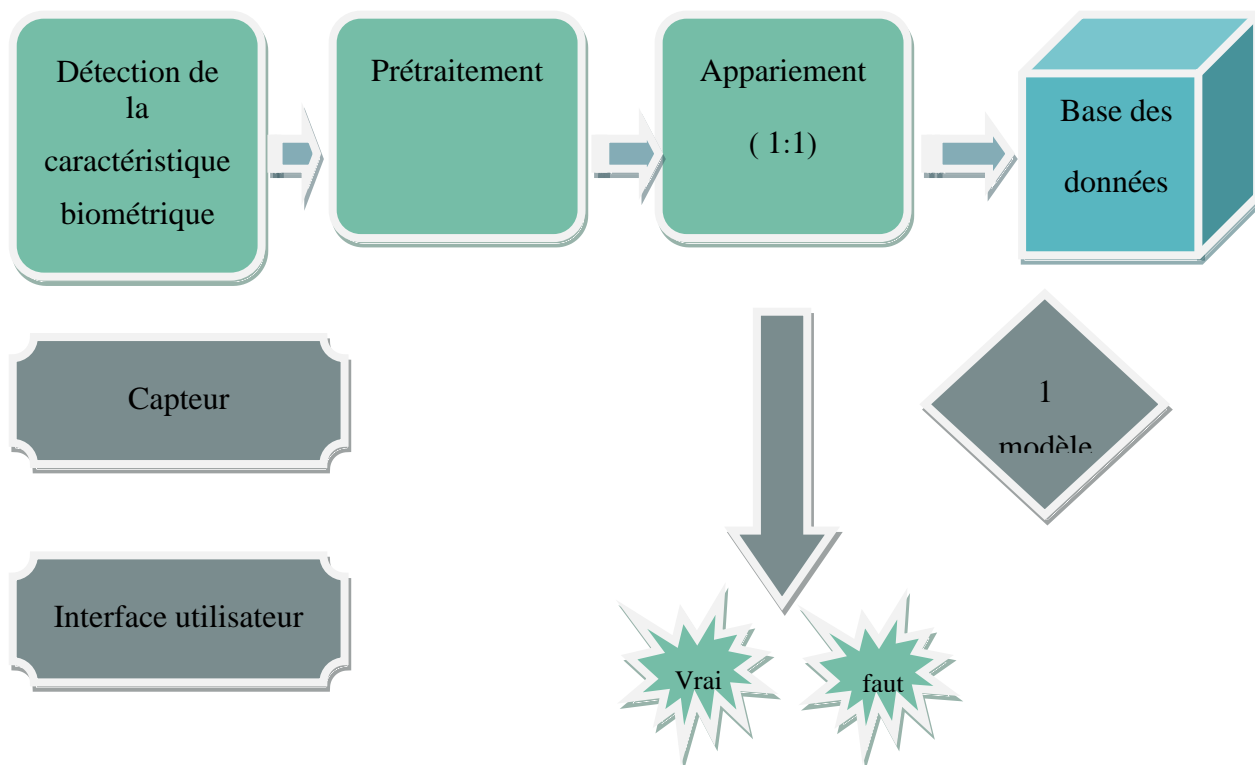 Détection de
la
caractéristique
biométrique
Prétraitement
Appariement
( 1:1)
Base des
données
Capteur
1
modèle
Interface utilisateur
Vrai
faut